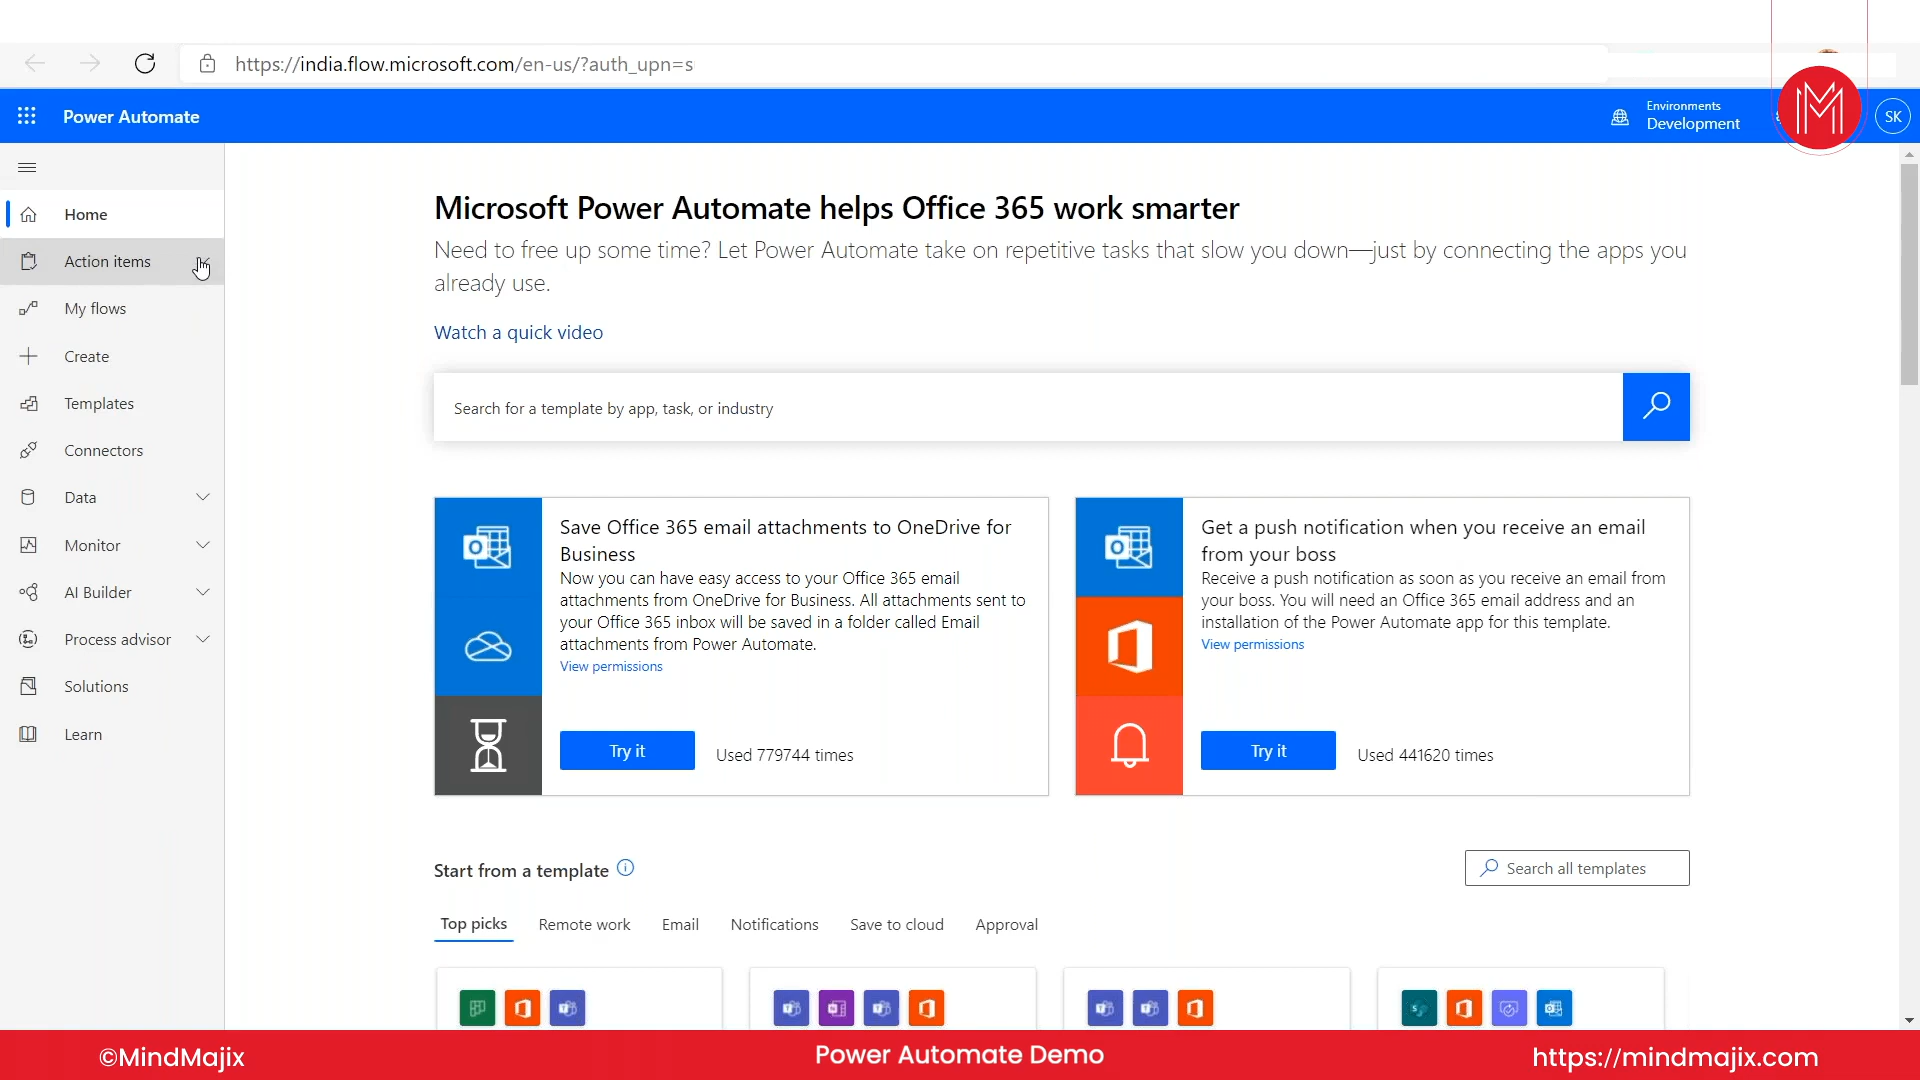 https://india.flow.microsoft.com/en-us/?auth_upn=s
Power Automate
Environments
Development
SK
Home
Action items
My flows
Create
Templates
Connectors
Data
Monitor
AI Builder
Process advisor
Solutions
Learn
Microsoft Power Automate helps Office 365 work smarter
Need to free up some time? Let Power Automate take on repetitive tasks that slow you down—just by connecting the apps you
already use.
Watch a quick video
Search for a template by app, task, or industry
Save Office 365 email attachments to OneDrive for
Business
Now you can have easy access to your Office 365 email
attachments from OneDrive for Business. All attachments sent to
your Office 365 inbox will be saved in a folder called Email
attachments from Power Automate.
View permissions
Try it
Used 779744 times
Get a push notification when you receive an email
from your boss
Receive a push notification as soon as you receive an email from
your boss. You will need an Office 365 email address and an
installation of the Power Automate app for this template.
View permissions
Try it
Used 441620 times
Start from a template
Search all templates
Top picks
Remote work
Email
Notifications
Save to cloud
Approval
©MindMajix
Power Automate Demo
https://mindmajix.com